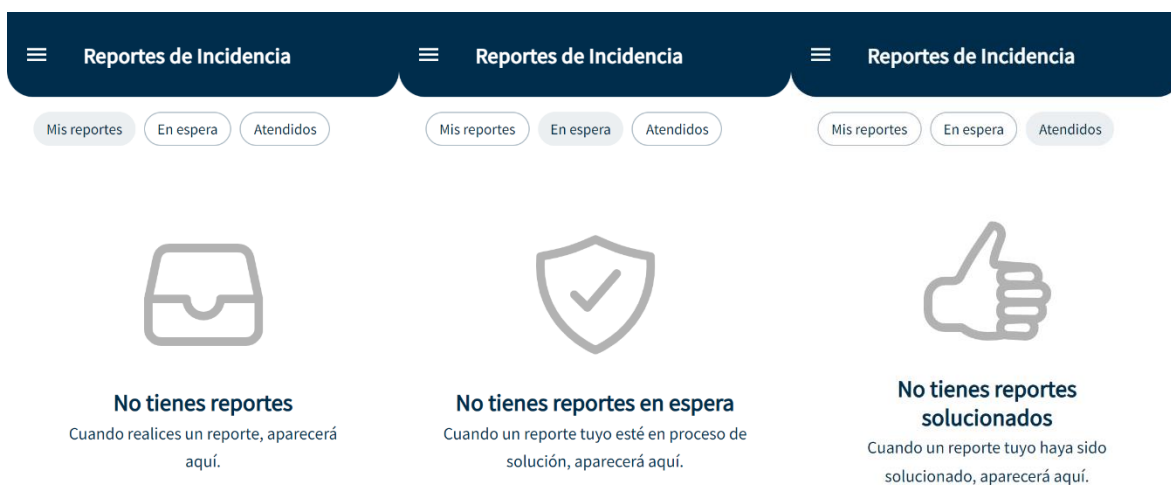 Reportes de Incidencia
Mis reportes
En espera
Atendidos
No tienes reportes
Cuando realices un reporte, aparecerá
aquí.
Reportes de Incidencia
Mis reportes
En espera
Atendidos
No tienes reportes en espera
Cuando un reporte tuyo esté en proceso de
solución, aparecerá aquí.
Reportes de Incidencia
Mis reportes
En espera
Atendidos
No tienes reportes
solucionados
Cuando un reporte tuyo haya sido
solucionado, aparecerá aquí.